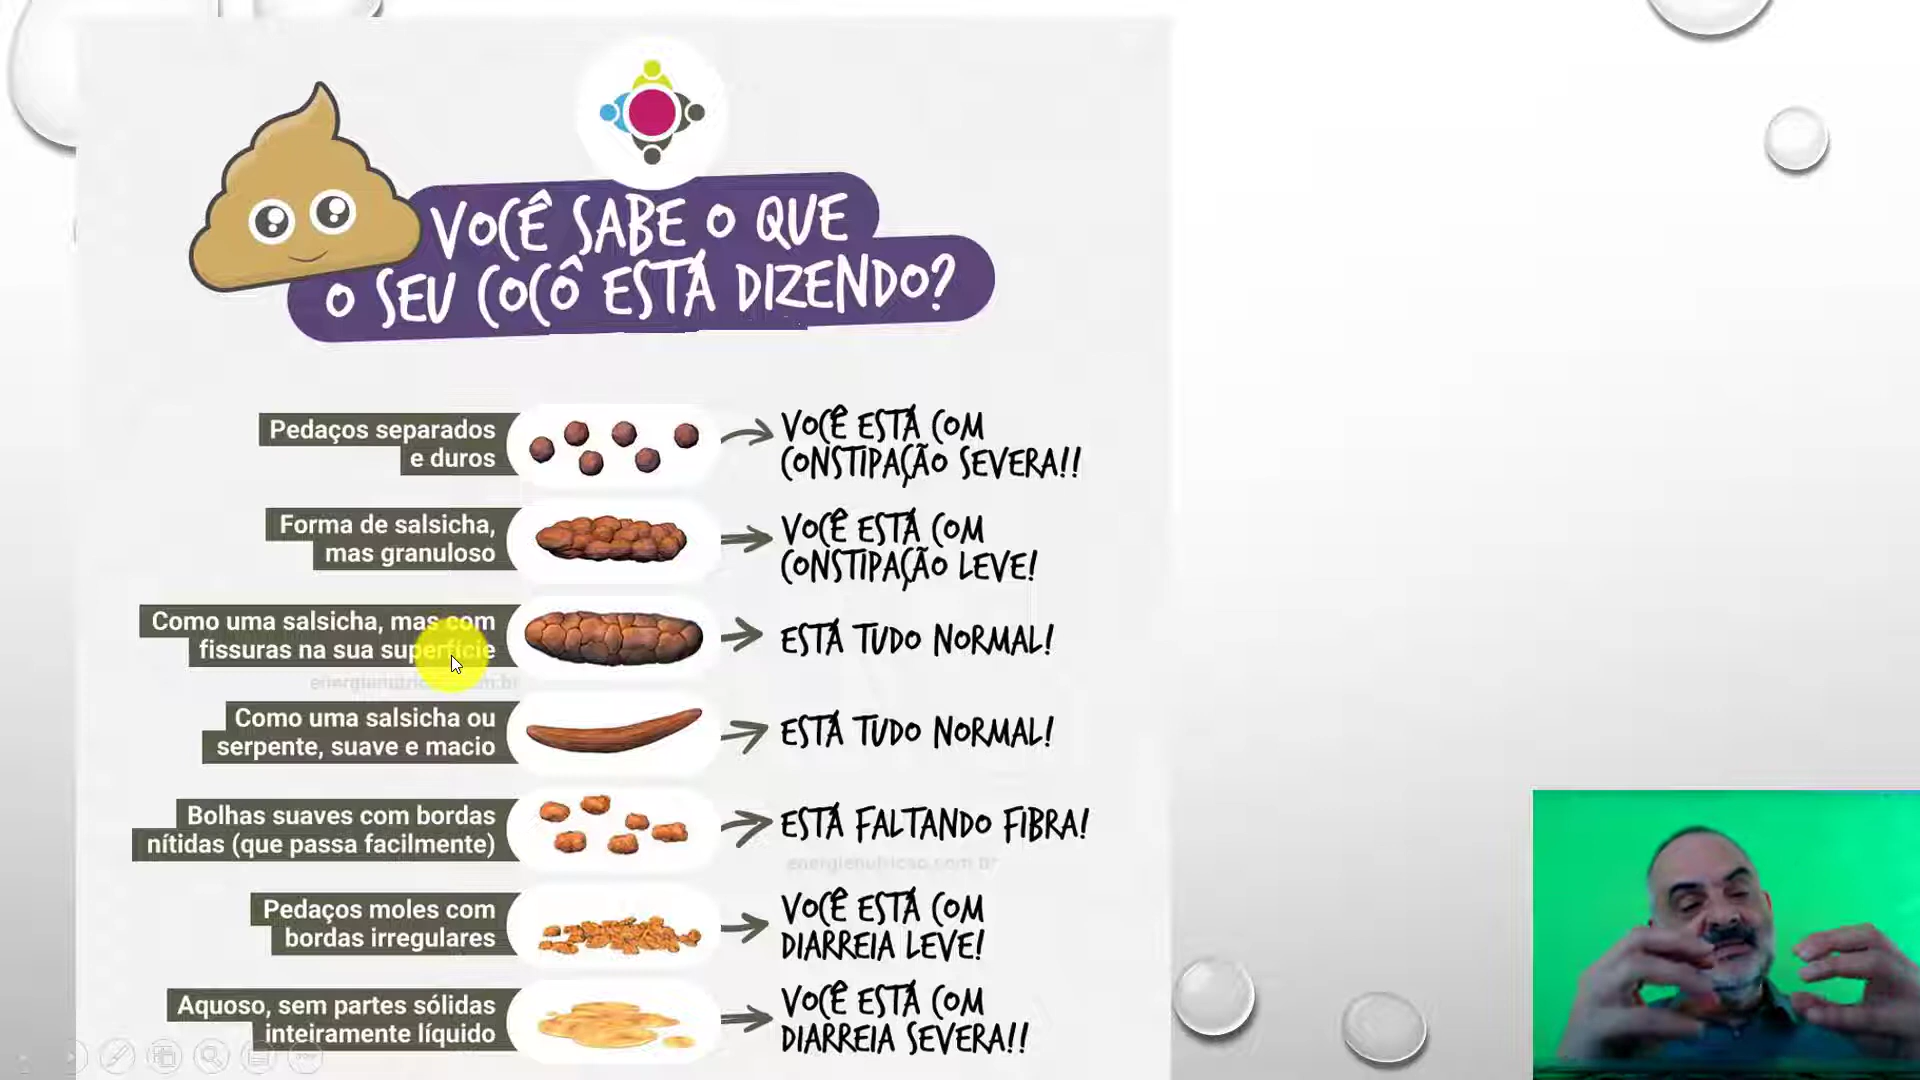 VOCÊ SABE O QUE
O SEU COCÔ ESTÁ DIZENDO?
Pedaços separados
e duros
VOCÊ ESTÁ COM
CONSTIPAÇÃO SEVERA!!
Forma de salsicha,
mas granuloso
VOCÊ ESTÁ COM
CONSTIPAÇÃO LEVE!
Como uma salsicha, mas com
fissuras na sua superfície
ESTÁ TUDO NORMAL!
Como uma salsicha ou
serpente, suave e macio
ESTÁ TUDO NORMAL!
Bolhas suaves com bordas
nítidas (que passa facilmente)
ESTÁ FALTANDO FIBRA!
energienutricao.com.br
Pedaços moles com
bordas irregulares
VOCÊ ESTÁ COM
DIARREIA LEVE!
Aquoso, sem partes sólidas
inteiramente líquido
VOCÊ ESTÁ COM
DIARREIA SEVERA!!